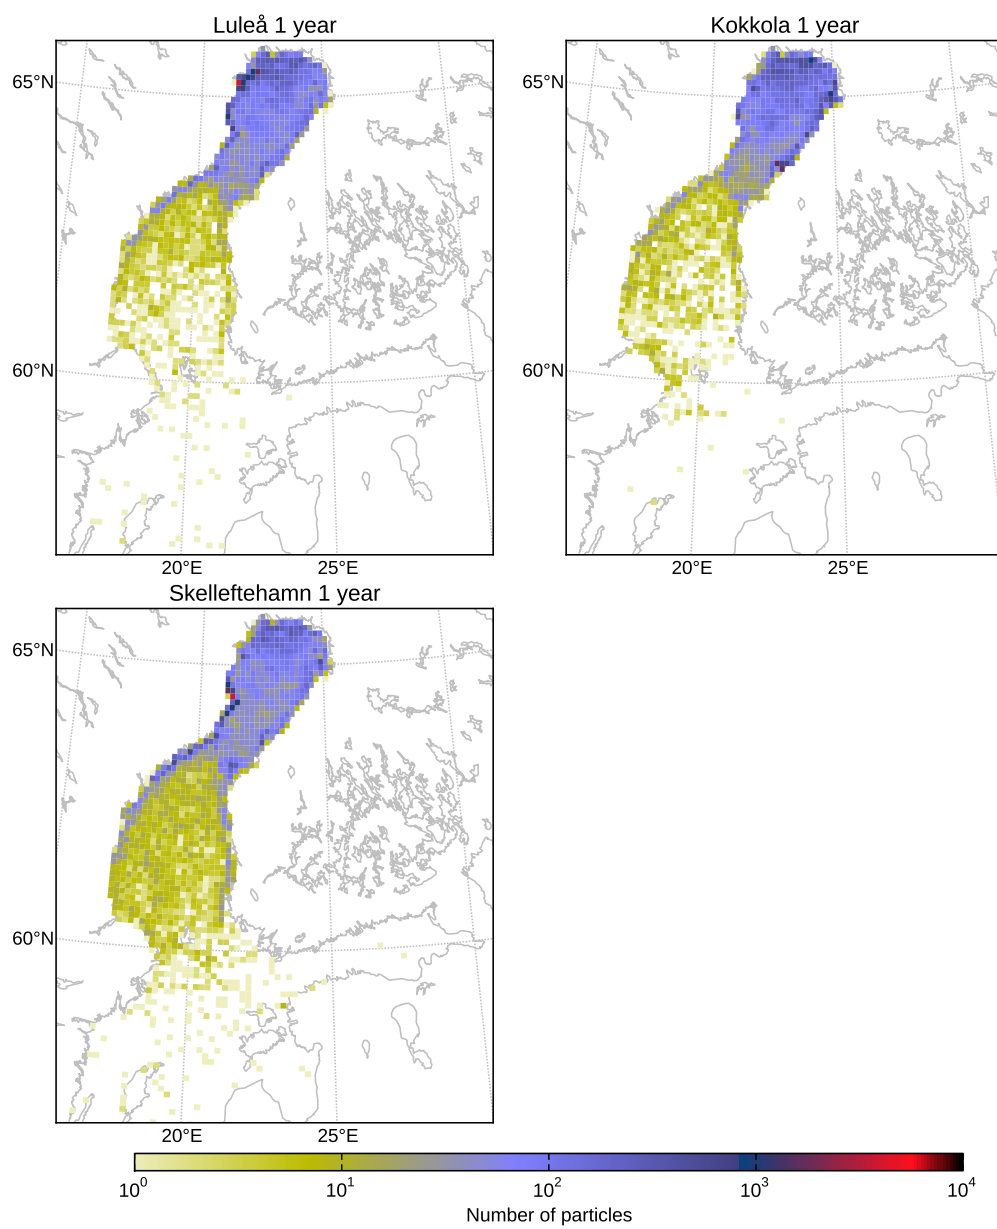 Luleå 1 year
Kokkola 1 year
65°N
65°N
60°N
60°N
20°E
25°E
20°E
25°E
Skelleftehamn 1 year
65°N
60°N
20°E
25°E
10⁰
10¹
10²
10³
10⁴
Number of particles